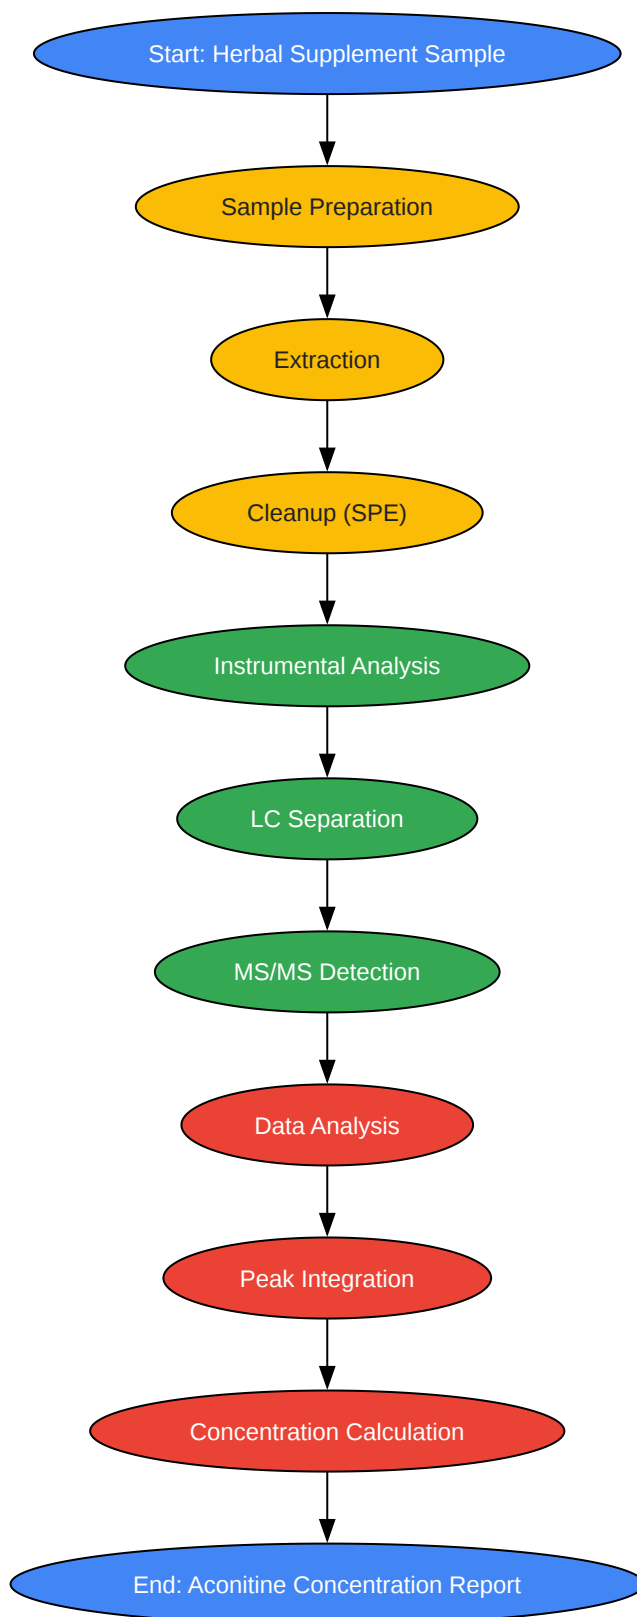 Start: Herbal Supplement Sample
Sample Preparation
Extraction
Cleanup (SPE)
Instrumental Analysis
LC Separation
MS/MS Detection
Data Analysis
Peak Integration
Concentration Calculation
End: Aconitine Concentration Report